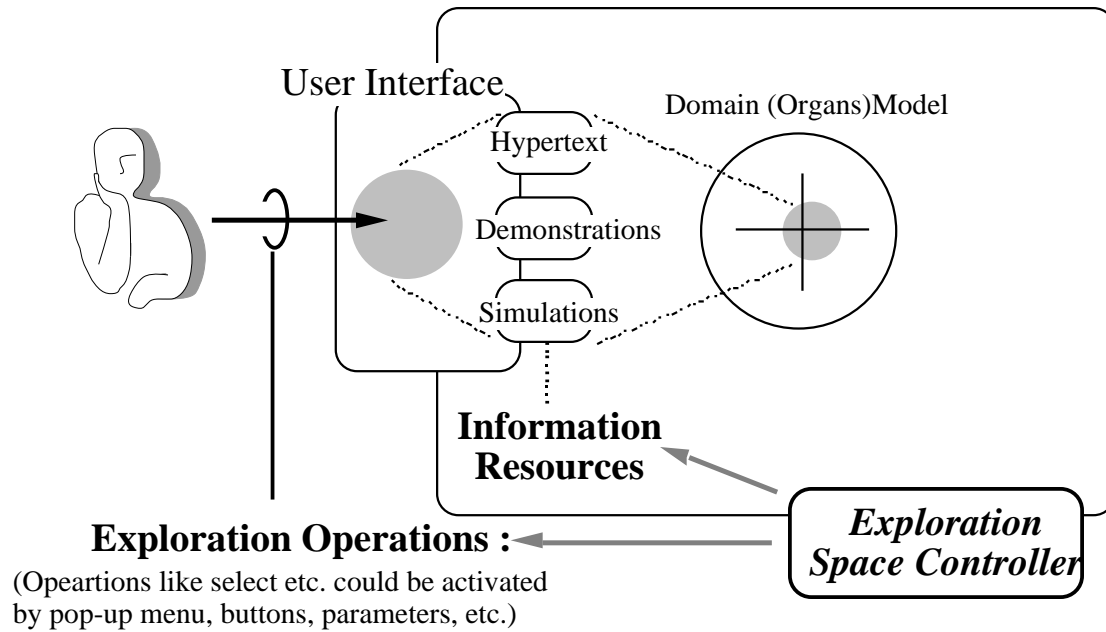 User Interface
Domain (Organs)Model
Hypertext
Demonstrations
Simulations
Information
Resources
Exploration
Space Controller
Exploration Operations :
(Opeartions like select etc. could be activated
by pop-up menu, buttons, parameters, etc.)